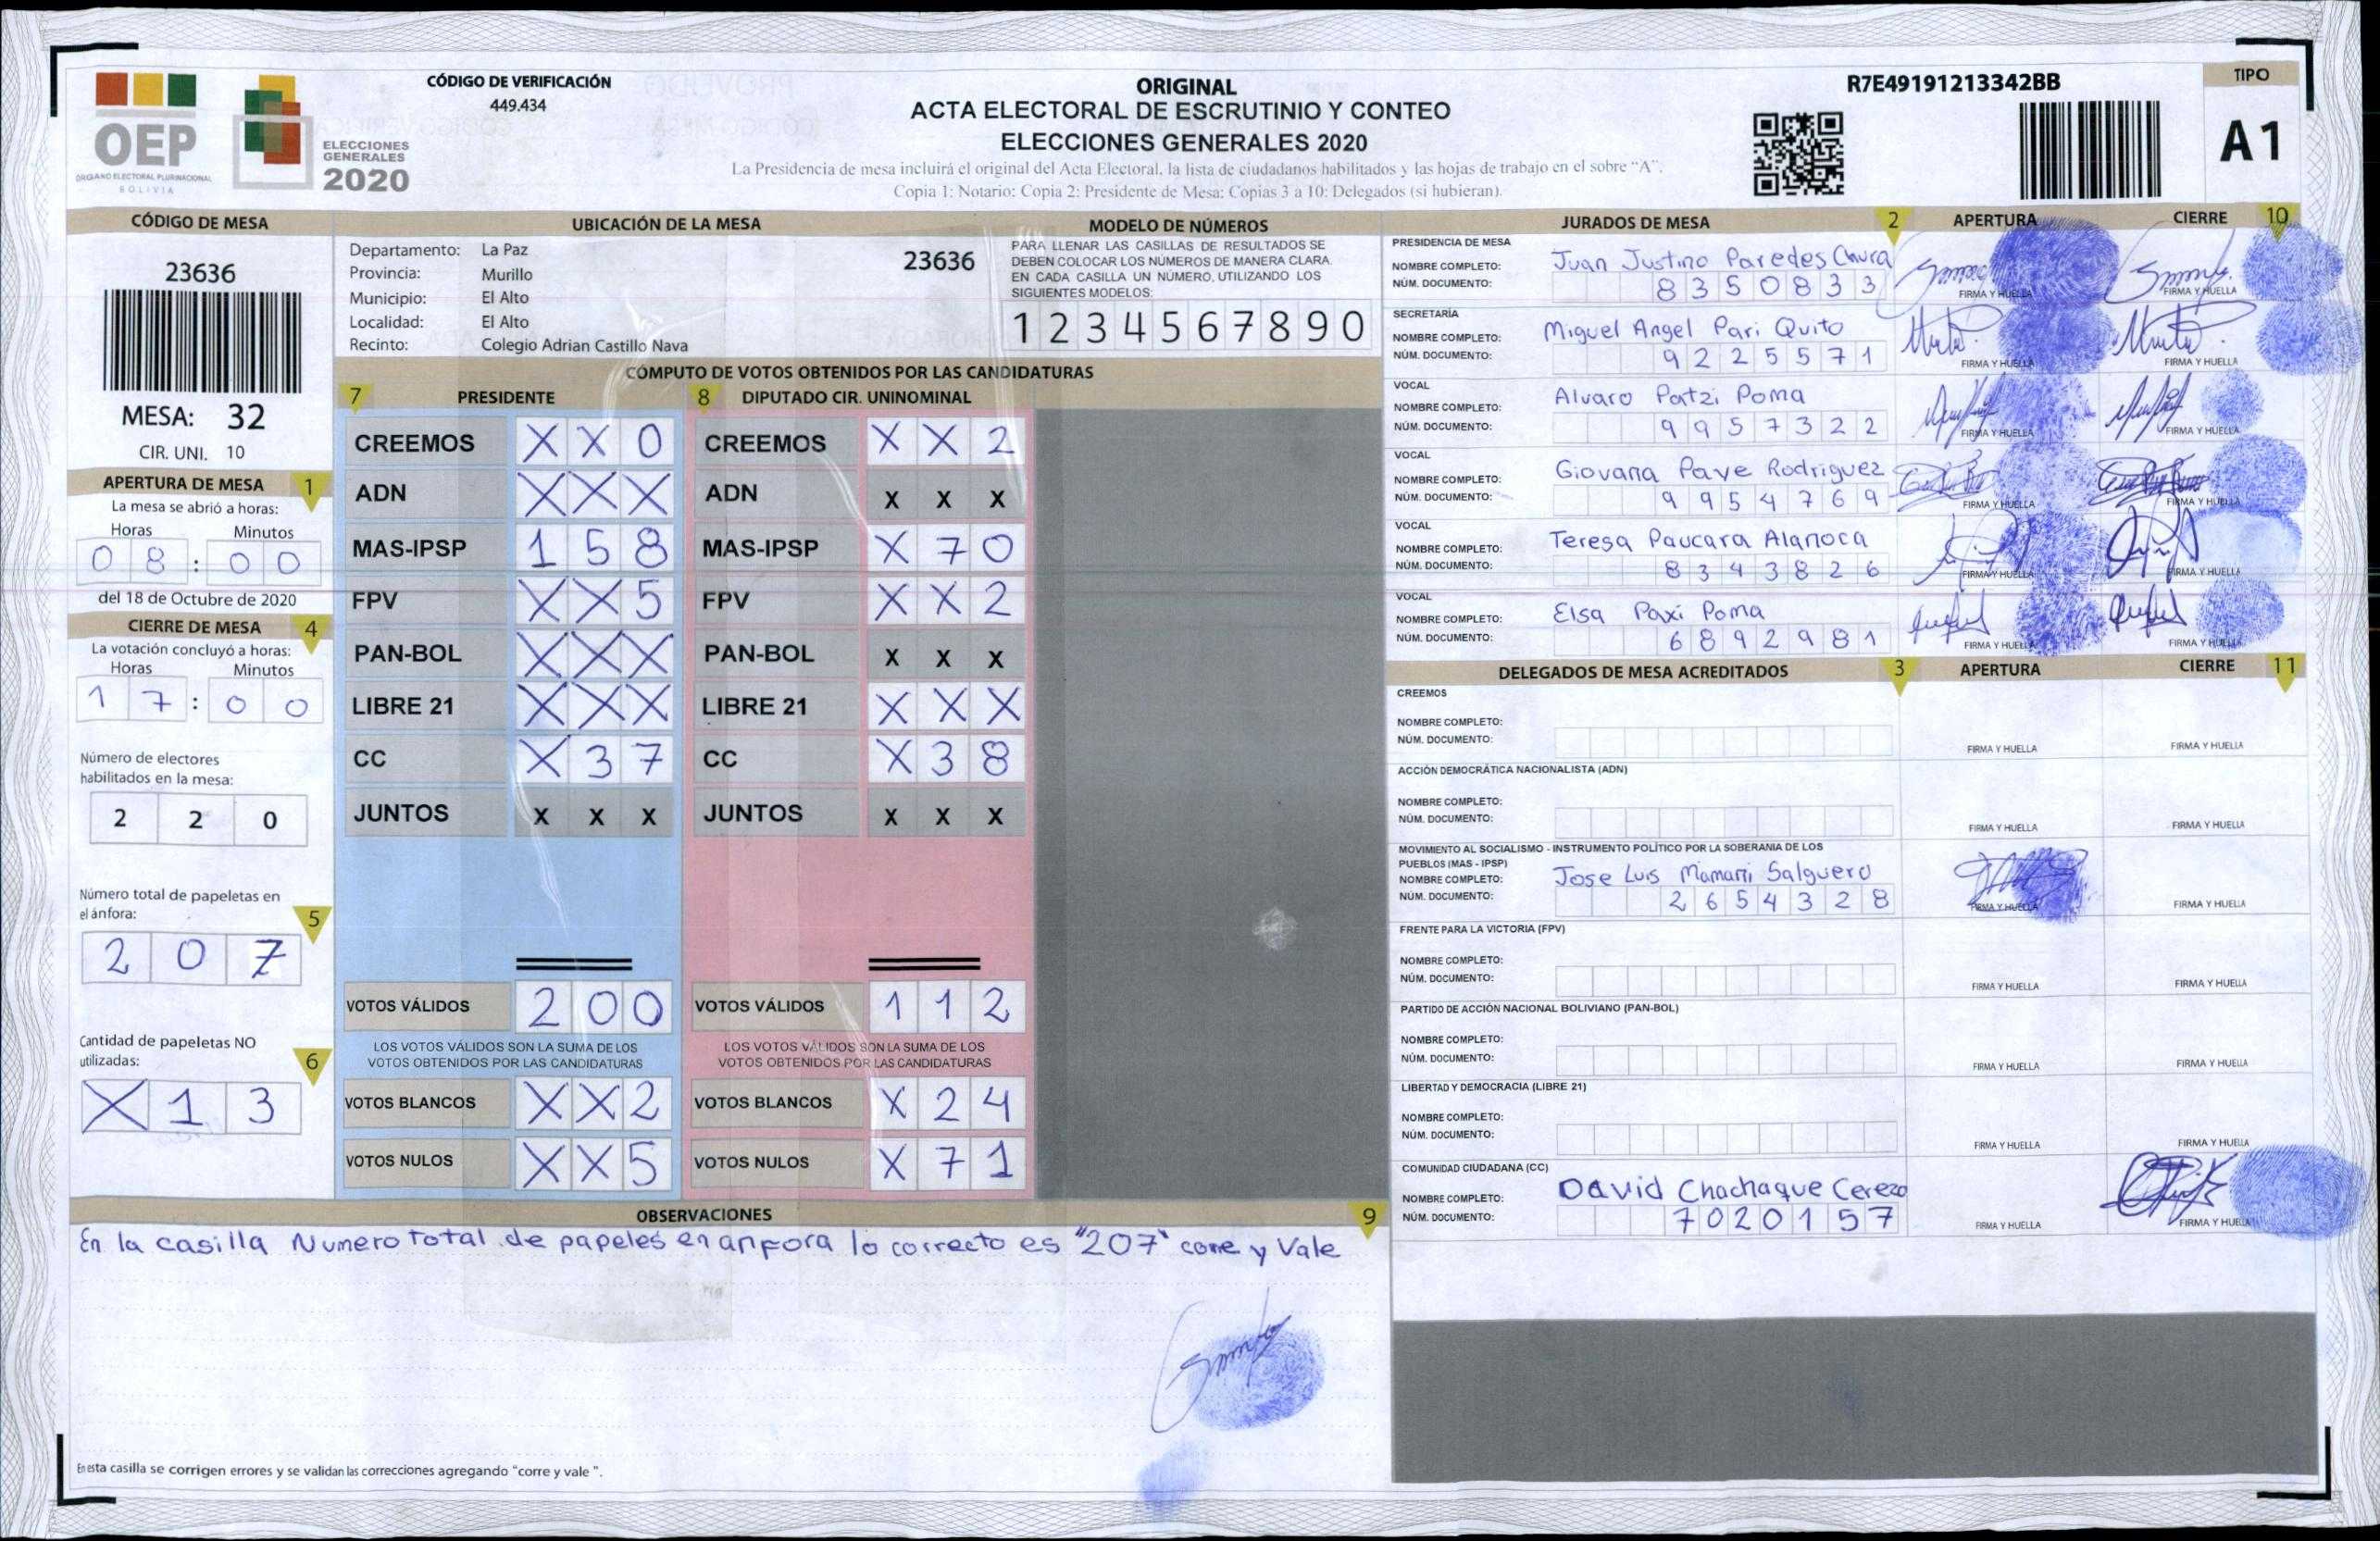 OEP
ÓRGANO ELECTORAL PLURINACIONAL
BOLIVIA
ELECCIONES
GENERALES
2020
CÓDIGO DE VERIFICACIÓN
449.434
ORIGINAL
ACTA ELECTORAL DE ESCRUTINIO Y CONTEO
ELECCIONES GENERALES 2020
La Presidencia de mesa incluirá el original del Acta Electoral, la lista de ciudadanos habilitados y las hojas de trabajo en el sobre "A".
Copia 1: Notario: Copia 2: Presidente de Mesa: Copias 3 a 10: Delegados (si hubieran).
R7E49191213342BB
TIPO
A1
CÓDIGO DE MESA
23636
MESA: 32
CIR. UNI. 10
APERTURA DE MESA 1
La mesa se abrió a horas:
Horas Minutos
0 8 : 0 0
del 18 de Octubre de 2020
CIERRE DE MESA 4
La votación concluyó a horas:
Horas Minutos
1 7 : 0 0
Número de electores
habilitados en la mesa:
2 2 0
Número total de papeletas en
el ánfora: 5
2 0 7
Cantidad de papeletas NO
utilizadas: 6
X 1 3
UBICACIÓN DE LA MESA
Departamento: La Paz
23636
Provincia: Murillo
Municipio: El Alto
Localidad: El Alto
Recinto: Colegio Adrian Castillo Nava
MODELO DE NÚMEROS
PARA LLENAR LAS CASILLAS DE RESULTADOS SE
DEBEN COLOCAR LOS NÚMEROS DE MANERA CLARA.
EN CADA CASILLA UN NÚMERO, UTILIZANDO LOS
SIGUIENTES MODELOS:
1 2 3 4 5 6 7 8 9 0
CÓMPUTO DE VOTOS OBTENIDOS POR LAS CANDIDATURAS
7 PRESIDENTE 8 DIPUTADO CIR. UNINOMINAL
CREEMOS X X 0 CREEMOS X X 2
ADN X X X ADN X X X
MAS-IPSP 1 5 8 MAS-IPSP X 7 0
FPV X X 5 FPV X X 2
PAN-BOL X X X PAN-BOL X X X
LIBRE 21 X X X LIBRE 21 X X X
CC X 3 7 CC X 3 8
JUNTOS X X X JUNTOS X X X
VOTOS VÁLIDOS 2 0 0 VOTOS VÁLIDOS 1 1 2
LOS VOTOS VÁLIDOS SON LA SUMA DE LOS LOS VOTOS VÁLIDOS SON LA SUMA DE LOS
VOTOS OBTENIDOS POR LAS CANDIDATURAS VOTOS OBTENIDOS POR LAS CANDIDATURAS
VOTOS BLANCOS X X 2 VOTOS BLANCOS X 2 4
VOTOS NULOS X X 5 VOTOS NULOS X 7 1
OBSERVACIONES 9
En la casilla Numero total de papeles en anfora lo correcto es "207" corre y Vale
En esta casilla se corrigen errores y se validan las correcciones agregando "corre y vale".
JURADOS DE MESA 2 APERTURA CIERRE 10
PRESIDENCIA DE MESA
NOMBRE COMPLETO: Juan Justino Paredes Chura
NÚM. DOCUMENTO: 8 3 5 0 8 3 3
FIRMA Y HUELLA FIRMA Y HUELLA
SECRETARÍA
NOMBRE COMPLETO: Miguel Angel Pari Quito
NÚM. DOCUMENTO: 9 2 2 5 5 7 1
FIRMA Y HUELLA FIRMA Y HUELLA
VOCAL
NOMBRE COMPLETO: Alvaro Patzi Poma
NÚM. DOCUMENTO: 9 9 5 7 3 2 2
FIRMA Y HUELLA FIRMA Y HUELLA
VOCAL
NOMBRE COMPLETO: Giovana Paye Rodriguez
NÚM. DOCUMENTO: 9 9 5 4 7 6 9
FIRMA Y HUELLA FIRMA Y HUELLA
VOCAL
NOMBRE COMPLETO: Teresa Paucara Alanoca
NÚM. DOCUMENTO: 8 3 4 3 8 2 6
FIRMA Y HUELLA FIRMA Y HUELLA
VOCAL
NOMBRE COMPLETO: Elsa Paxi Poma
NÚM. DOCUMENTO: 6 8 9 2 9 8 1
FIRMA Y HUELLA FIRMA Y HUELLA
DELEGADOS DE MESA ACREDITADOS 3 APERTURA CIERRE 11
CREEMOS
NOMBRE COMPLETO:
NÚM. DOCUMENTO:
FIRMA Y HUELLA FIRMA Y HUELLA
ACCIÓN DEMOCRÁTICA NACIONALISTA (ADN)
NOMBRE COMPLETO:
NÚM. DOCUMENTO:
FIRMA Y HUELLA FIRMA Y HUELLA
MOVIMIENTO AL SOCIALISMO - INSTRUMENTO POLÍTICO POR LA SOBERANIA DE LOS
PUEBLOS (MAS - IPSP)
NOMBRE COMPLETO: Jose Luis Mamani Salguero
NÚM. DOCUMENTO: 2 6 5 4 3 2 8
FIRMA Y HUELLA FIRMA Y HUELLA
FRENTE PARA LA VICTORIA (FPV)
NOMBRE COMPLETO:
NÚM. DOCUMENTO:
FIRMA Y HUELLA FIRMA Y HUELLA
PARTIDO DE ACCIÓN NACIONAL BOLIVIANO (PAN-BOL)
NOMBRE COMPLETO:
NÚM. DOCUMENTO:
FIRMA Y HUELLA FIRMA Y HUELLA
LIBERTAD Y DEMOCRACIA (LIBRE 21)
NOMBRE COMPLETO:
NÚM. DOCUMENTO:
FIRMA Y HUELLA FIRMA Y HUELLA
COMUNIDAD CIUDADANA (CC)
NOMBRE COMPLETO: David Chachaque Cerezo
NÚM. DOCUMENTO: 7 0 2 0 1 5 7
FIRMA Y HUELLA FIRMA Y HUELLA